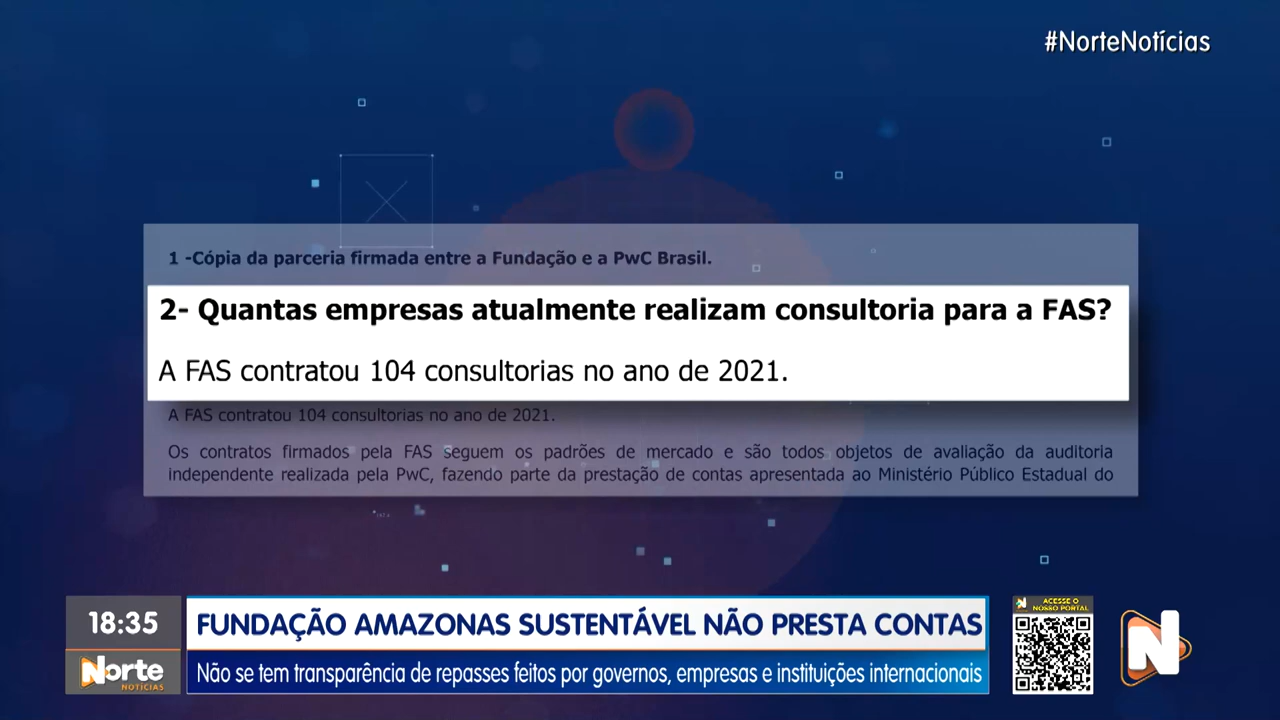 #NorteNotícias
1 -Cópia da parceria firmada entre a Fundação e a PwC Brasil.
2- Quantas empresas atualmente realizam consultoria para a FAS?
A FAS contratou 104 consultorias no ano de 2021.
A FAS contratou 104 consultorias no ano de 2021.
Os contratos firmados pela FAS seguem os padrões de mercado e são todos objetos de avaliação da auditoria
independente realizada pela PwC, fazendo parte da prestação de contas apresentada ao Ministério Público Estadual do
18:35
FUNDAÇÃO AMAZONAS SUSTENTÁVEL NÃO PRESTA CONTAS
Não se tem transparência de repasses feitos por governos, empresas e instituições internacionais
Norte
NOTÍCIAS
ACESSE O
NOSSO PORTAL
N